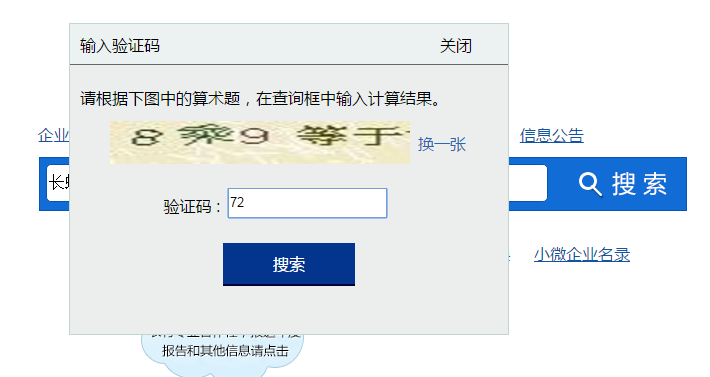 输入验证码 关闭
请根据下图中的算术题，在查询框中输入计算结果。
8 乘9 等于
换一张
企业 信息公告
长
搜索
验证码： 72
小微企业名录
搜索
报告和其他信息请点击